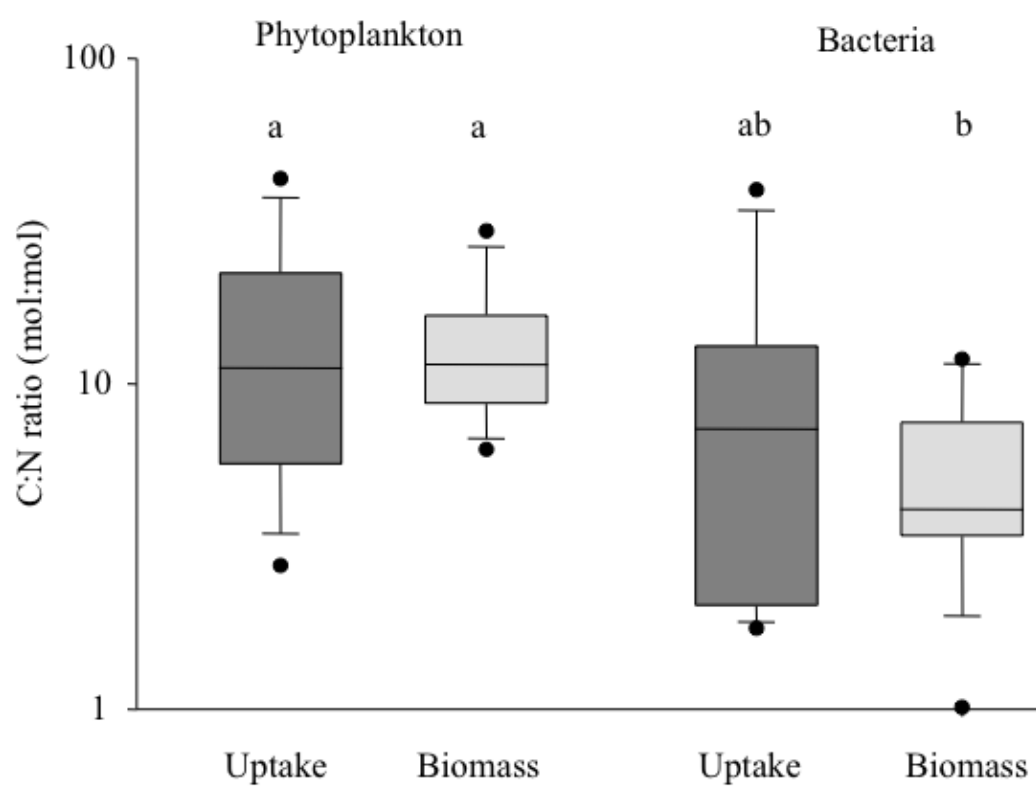 Phytoplankton Bacteria
100
a a ab b
C:N ratio (mol:mol)
10
1
Uptake Biomass Uptake Biomass